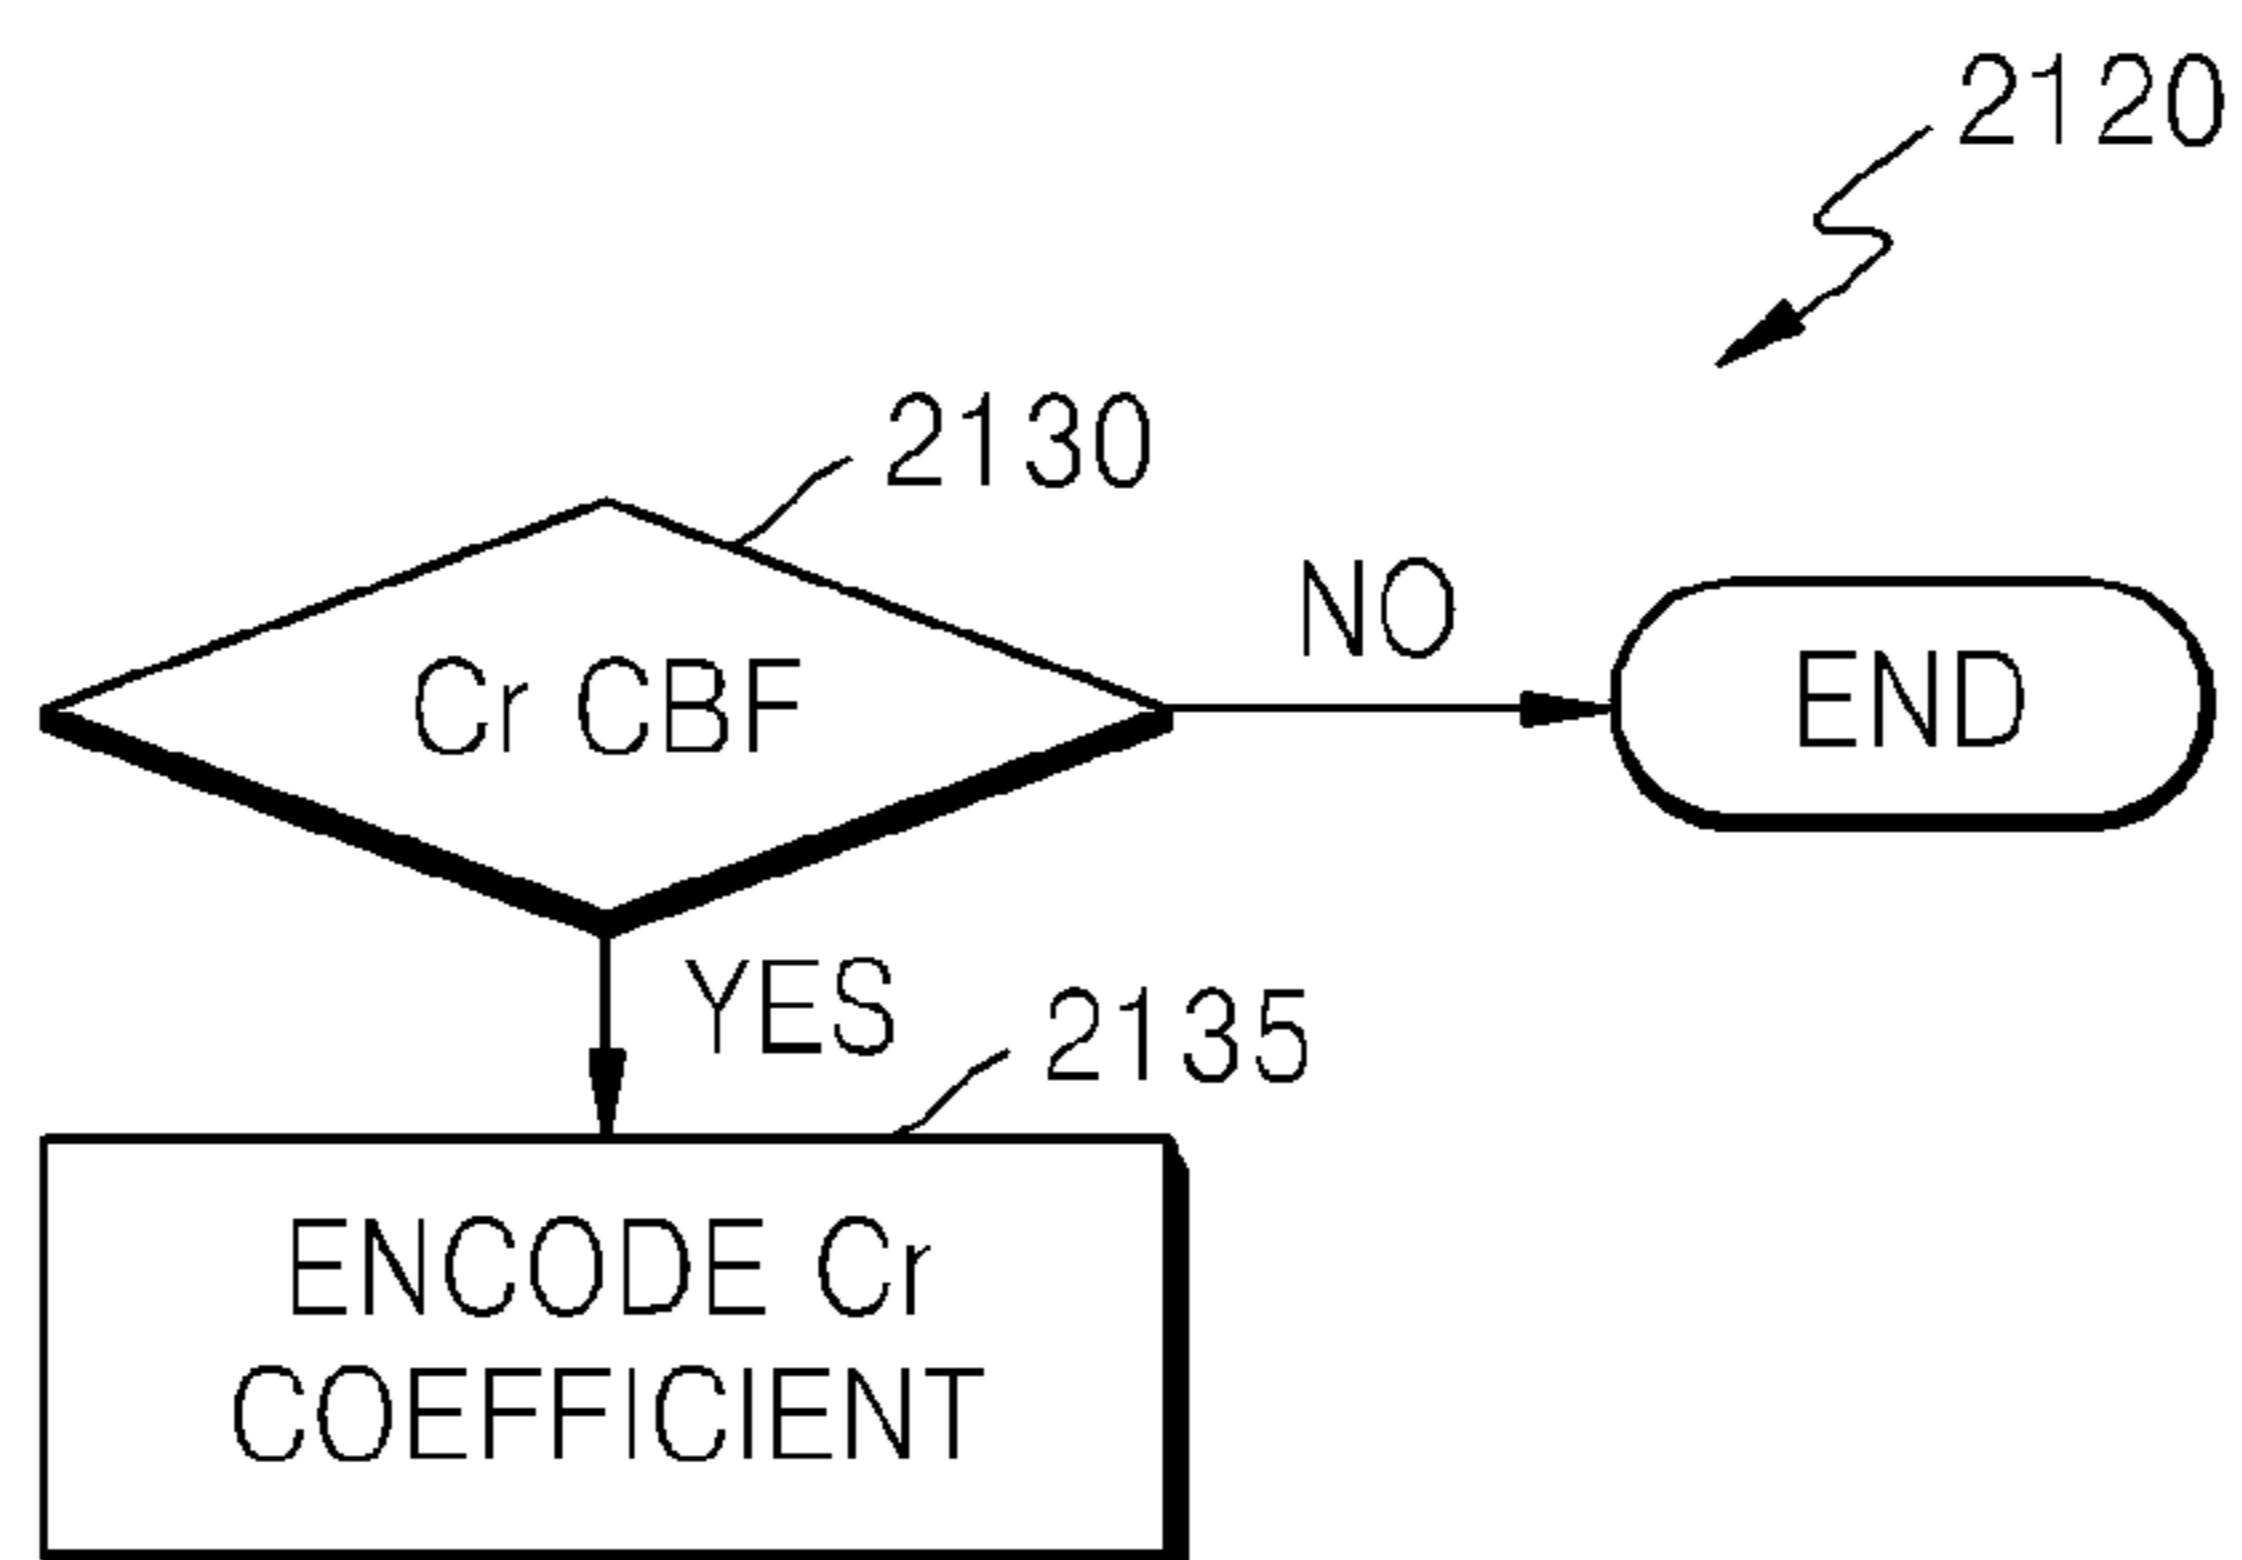 2120
2130
Cr CBF
NO
END
YES
2135
ENCODE Cr
COEFFICIENT